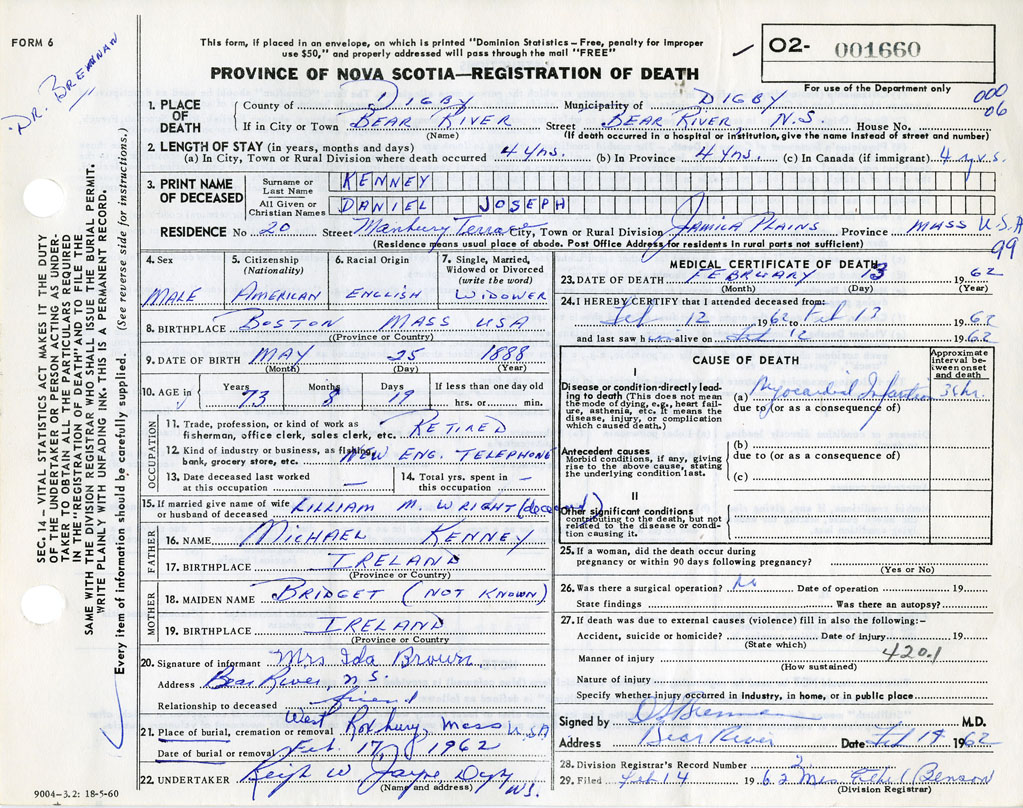 FORM 6
DR. BRENNAN
This form, if placed in an envelope, on which is printed "Dominion Statistics – Free, penalty for improper
use $50," and properly addressed will pass through the mail "FREE"
PROVINCE OF NOVA SCOTIA—REGISTRATION OF DEATH
02- 001660
For use of the Department only
000
06
1. PLACE OF DEATH
County of DIGBY Municipality of DIGBY
If in City or Town BEAR RIVER Street BEAR RIVER, N.S. House No.
(Name) (If death occurred in a hospital or institution, give the name instead of street and number)
2. LENGTH OF STAY (in years, months and days)
(a) In City, Town or Rural Division where death occurred 4 yrs. (b) In Province 4 yrs. (c) In Canada (if immigrant) 4 yrs.
3. PRINT NAME OF DECEASED
Surname or Last Name KENNEY
All Given or Christian Names DANIEL JOSEPH
RESIDENCE No 20 Street Manbury Terrace City, Town or Rural Division JAMICA PLAINS Province MASS U.S.A
(Residence means usual place of abode. Post Office Address for residents in rural parts not sufficient)
99
4. Sex
MALE
5. Citizenship (Nationality)
AMERICAN
6. Racial Origin
ENGLISH
7. Single, Married, Widowed or Divorced (write the word)
WIDOWER
8. BIRTHPLACE BOSTON MASS USA
(Province or Country)
9. DATE OF BIRTH MAY 25 1888
(Month) (Day) (Year)
10. AGE in Years 73 Months 8 Days 19 If less than one day old
hrs. or min.
OCCUPATION
11. Trade, profession, or kind of work as
fisherman, office clerk, sales clerk, etc. RETIRED
12. Kind of industry or business, as fishing,
bank, grocery store, etc. NEW ENG. TELEPHONE
13. Date deceased last worked
at this occupation —
14. Total yrs. spent in
this occupation —
15. If married give name of wife
or husband of deceased LILLIAM M. WRIGHT (deceased)
FATHER
16. NAME MICHAEL KENNEY
17. BIRTHPLACE IRELAND
(Province or Country)
MOTHER
18. MAIDEN NAME BRIDGET (NOT KNOWN)
19. BIRTHPLACE IRELAND
(Province or Country)
20. Signature of informant Mrs Ida Brown
Address Bear River, N.S.
Relationship to deceased friend
21. Place of burial, cremation or removal West Roxbury, Mass U.S.A
Date of burial or removal Feb. 17, 1962
22. UNDERTAKER W Jayne Digby N.S.
(Name and address)
MEDICAL CERTIFICATE OF DEATH
23. DATE OF DEATH FEBRUARY 13 1962
(Month) (Day) (Year)
24. I HEREBY CERTIFY that I attended deceased from:
Feb 12 1962 to Feb 13 1962
and last saw h alive on Feb 12 1962
CAUSE OF DEATH
Approximate interval between onset and death
I
Disease or condition directly leading to death (This does not mean the mode of dying, e.g., heart failure, asthenia, etc. It means the disease, injury, or complication which caused death.)
(a) Myocardial Infarction 36 hr.
due to (or as a consequence of)
Antecedent causes
Morbid conditions, if any, giving rise to the above cause, stating the underlying condition last.
(b)
due to (or as a consequence of)
(c)
II
Other significant conditions
contributing to the death, but not related to the disease or condition causing it.
25. If a woman, did the death occur during
pregnancy or within 90 days following pregnancy?
(Yes or No)
26. Was there a surgical operation? No Date of operation 19
State findings Was there an autopsy?
27. If death was due to external causes (violence) fill in also the following:–
Accident, suicide or homicide? Date of injury 19
(State which)
420.1
Manner of injury
(How sustained)
Nature of injury
Specify whether injury occurred in industry, in home, or in public place
Signed by Brennan M.D.
Address Bear River Date Feb 14 1962
28. Division Registrar's Record Number 2
29. Filed Feb 14 1962 Mrs Ethel Benson
(Division Registrar)
SEC. 14 – VITAL STATISTICS ACT MAKES IT THE DUTY
OF THE UNDERTAKER OR PERSON ACTING AS UNDER-
TAKER TO OBTAIN ALL THE PARTICULARS REQUIRED
IN THE "REGISTRATION OF DEATH" AND TO FILE THE
SAME WITH THE DIVISION REGISTRAR WHO SHALL ISSUE THE BURIAL PERMIT.
WRITE PLAINLY WITH UNFADING INK. THIS IS A PERMANENT RECORD.
Every item of information should be carefully supplied. (See reverse side for instructions.)
9004–3.2: 18-5-60